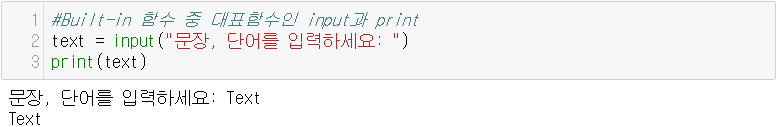 1 #Built-in 함수 중 대표함수인 input과 print
2 text = input("문장, 단어를 입력하세요: ")
3 print(text)
문장, 단어를 입력하세요: Text
Text